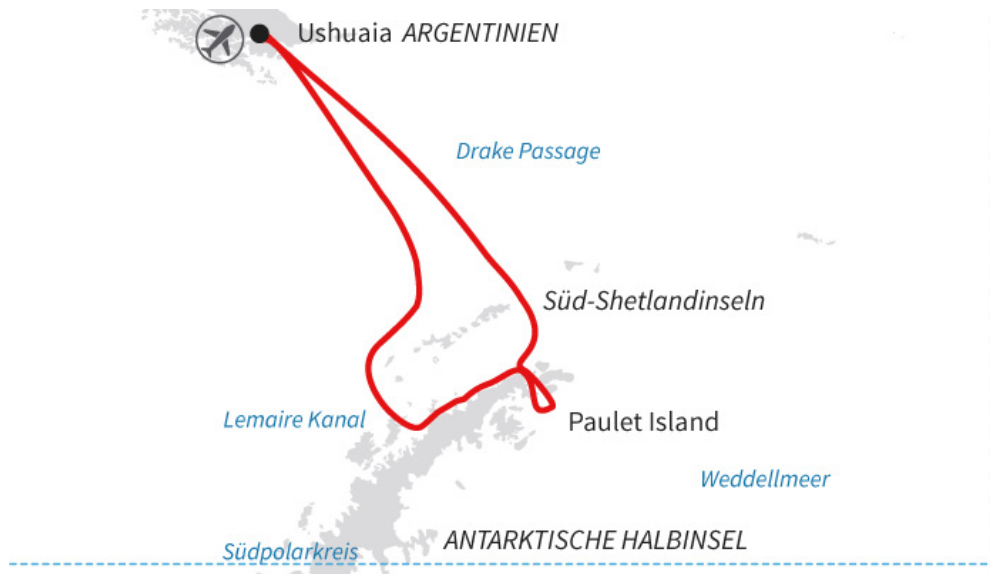 Ushuaia ARGENTINIEN
Drake Passage
Süd-Shetlandinseln
Lemaire Kanal
Paulet Island
Weddellmeer
ANTARKTISCHE HALBINSEL
Südpolarkreis